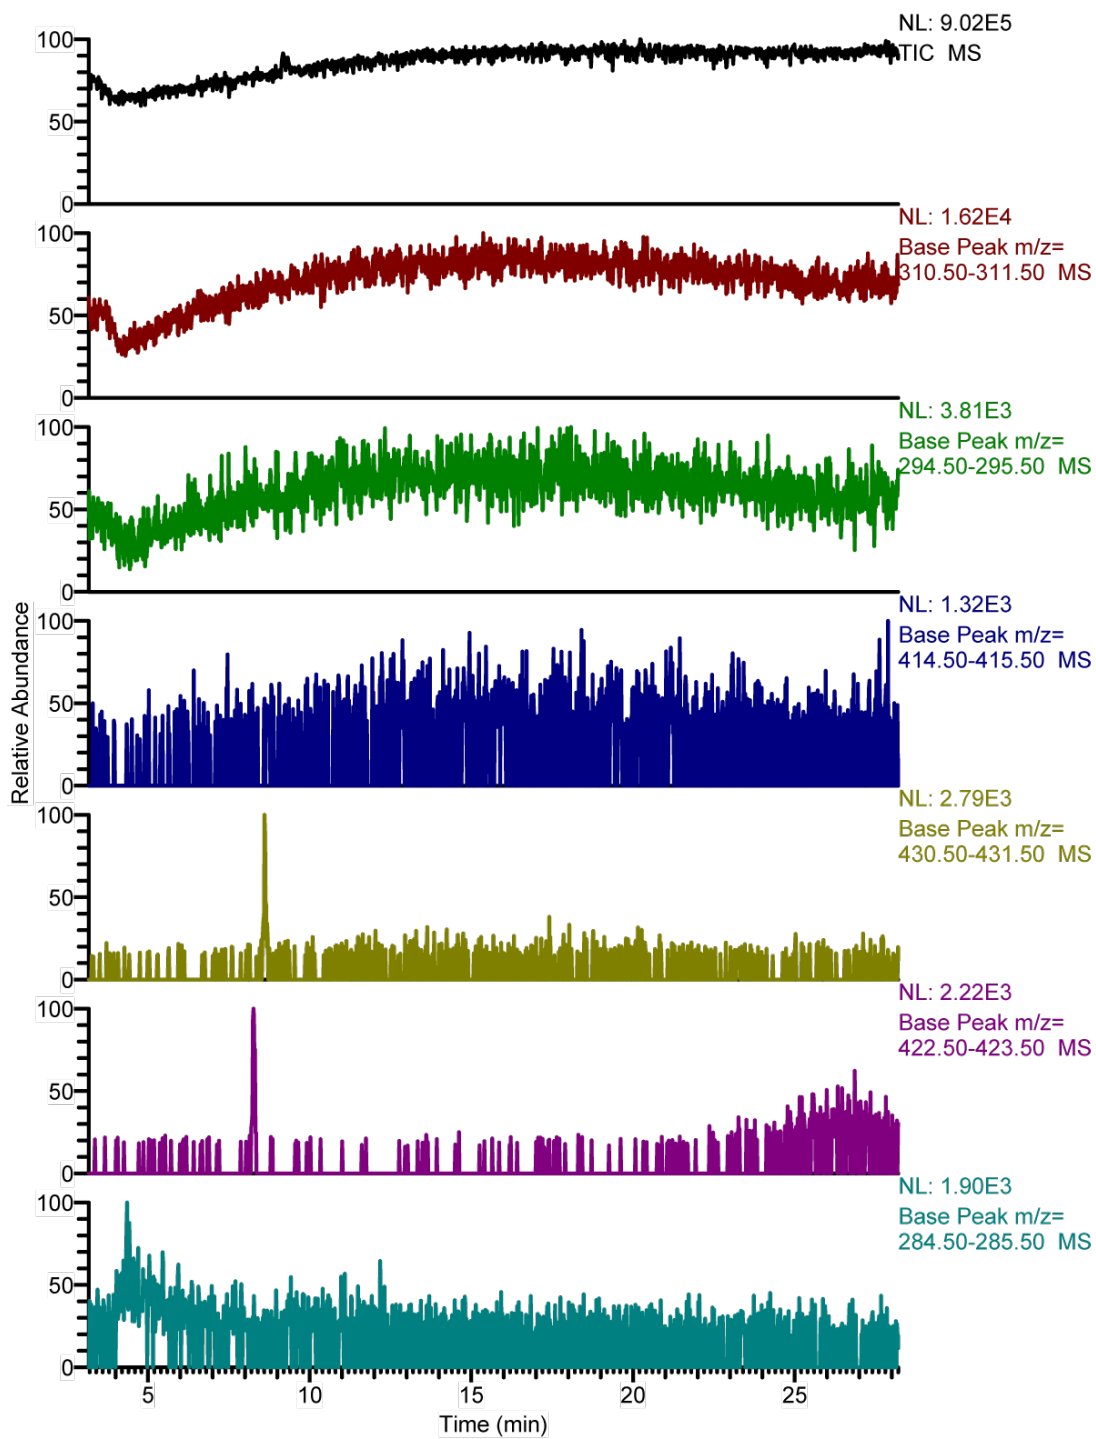 NL: 9.02E5
TIC MS
100
50
0
NL: 1.62E4
Base Peak m/z=
310.50-311.50 MS
100
50
0
NL: 3.81E3
Base Peak m/z=
294.50-295.50 MS
100
50
0
NL: 1.32E3
Base Peak m/z=
414.50-415.50 MS
100
50
0
Relative Abundance
NL: 2.79E3
Base Peak m/z=
430.50-431.50 MS
100
50
0
NL: 2.22E3
Base Peak m/z=
422.50-423.50 MS
100
50
0
NL: 1.90E3
Base Peak m/z=
284.50-285.50 MS
100
50
0
5 10 15 20 25
Time (min)